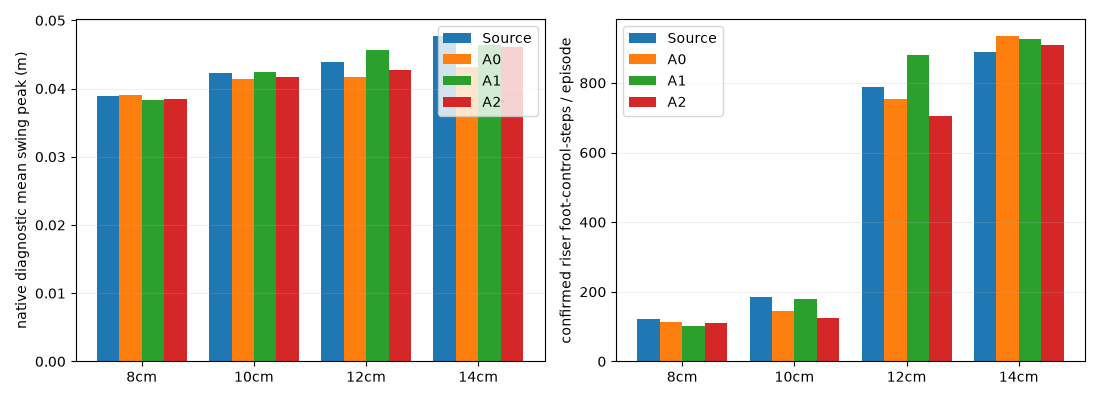 native diagnostic mean swing peak (m)
0.05
0.04
0.03
0.02
0.01
0.00
8cm
10cm
12cm
14cm
Source
A0
A1
A2
confirmed riser foot-control-steps / episode
800
600
400
200
0
8cm
10cm
12cm
14cm
Source
A0
A1
A2